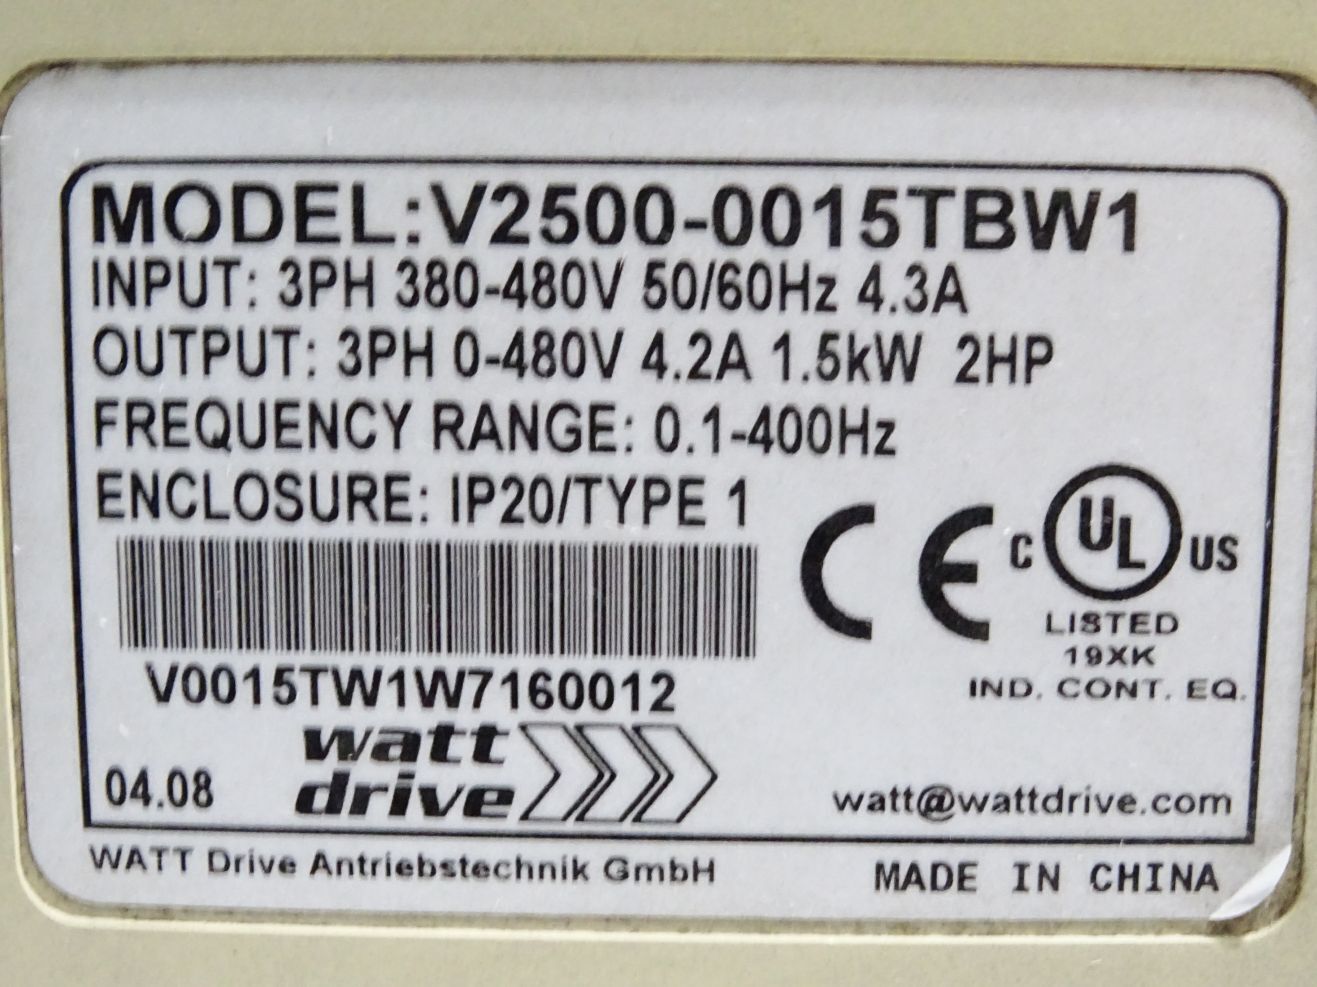 MODEL:V2500-0015TBW1
INPUT: 3PH 380-480V 50/60Hz 4.3A
OUTPUT: 3PH 0-480V 4.2A 1.5kW 2HP
FREQUENCY RANGE: 0.1-400Hz
ENCLOSURE: IP20/TYPE 1
CE
C UL US
LISTED
19XK
IND. CONT. EQ.
V0015TW1W7160012
watt
drive
04.08
watt@wattdrive.com
WATT Drive Antriebstechnik GmbH
MADE IN CHINA